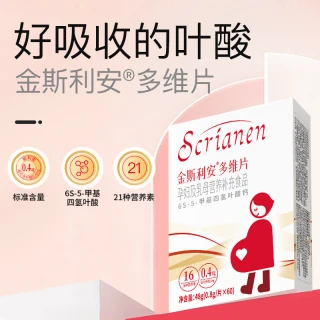 好吸收的叶酸
金斯利安®多维片
0.4
标准含量
6S-5-甲基
四氢叶酸
21
21种营养素
Scrianen
金斯利安®多维片
孕妇及乳母营养补充食品
6S-5-甲基四氢叶酸钙
16
0.4
净含量:48g(0.8g/片×60)